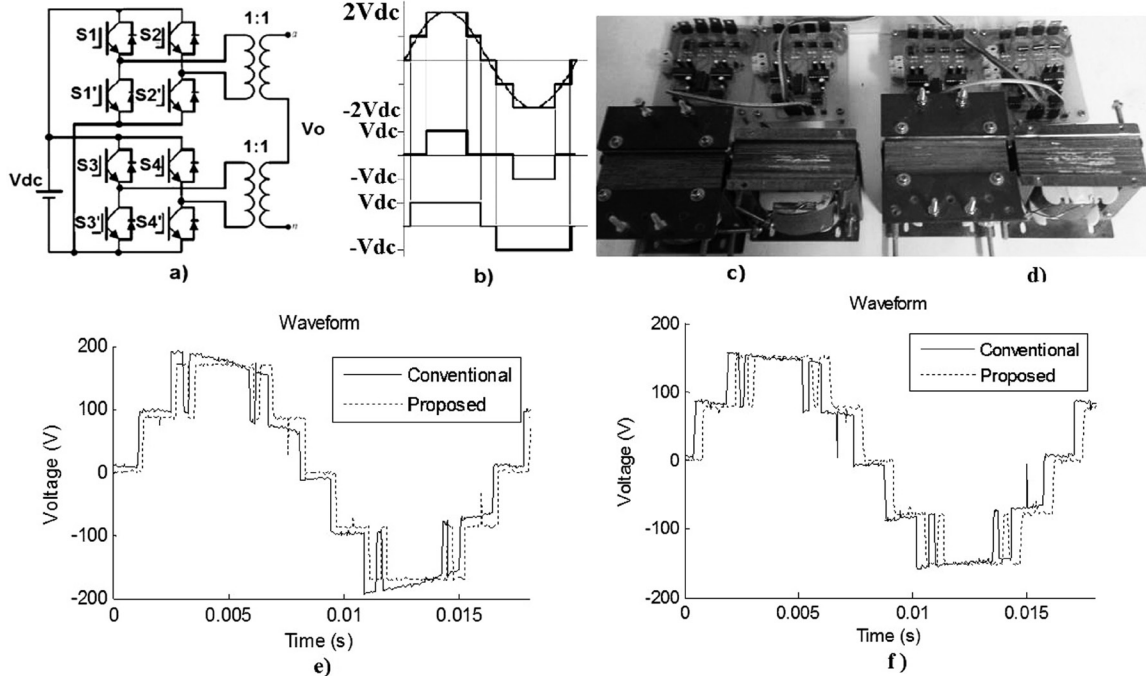 1:1
S1
S2
a
S1'
S2'
Vo
1:1
S3
S4
Vdc
S3'
S4'
n
a)
2Vdc
-2Vdc
Vdc
-Vdc
Vdc
-Vdc
b)
c)
d)
Waveform
200
100
0
-100
-200
Voltage (V)
Conventional
Proposed
0
0.005
0.01
0.015
Time (s)
e)
Waveform
200
100
0
-100
-200
Voltage (V)
Conventional
Proposed
0
0.005
0.01
0.015
Time (s)
f )